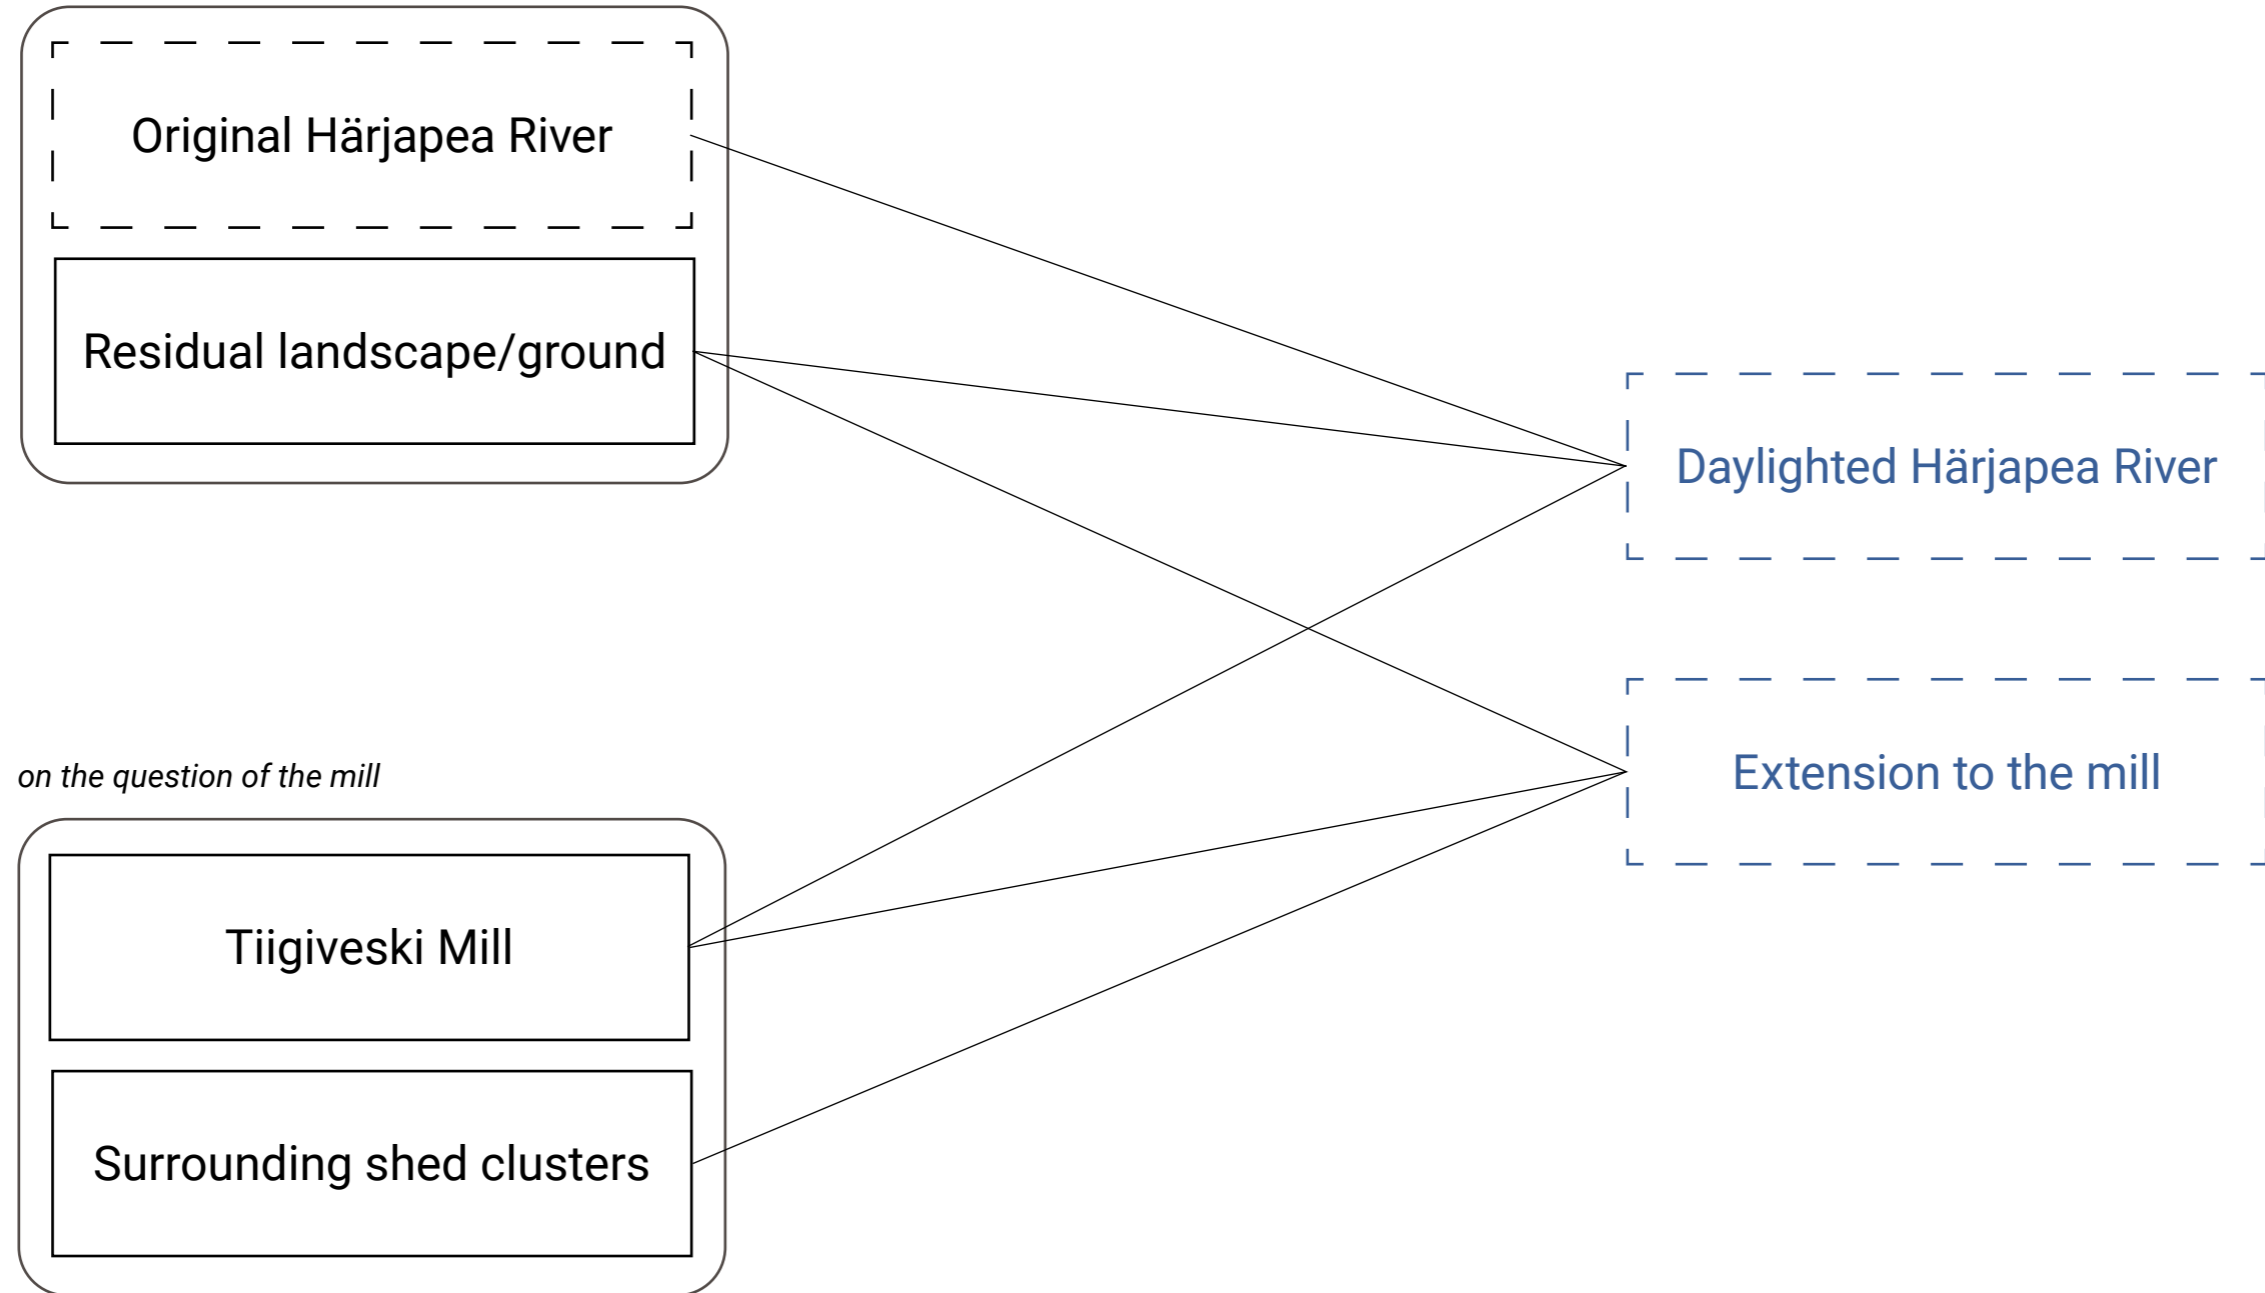 Original Härjapea River
Residual landscape/ground
Daylighted Härjapea River
Extension to the mill
on the question of the mill
Tiigiveski Mill
Surrounding shed clusters